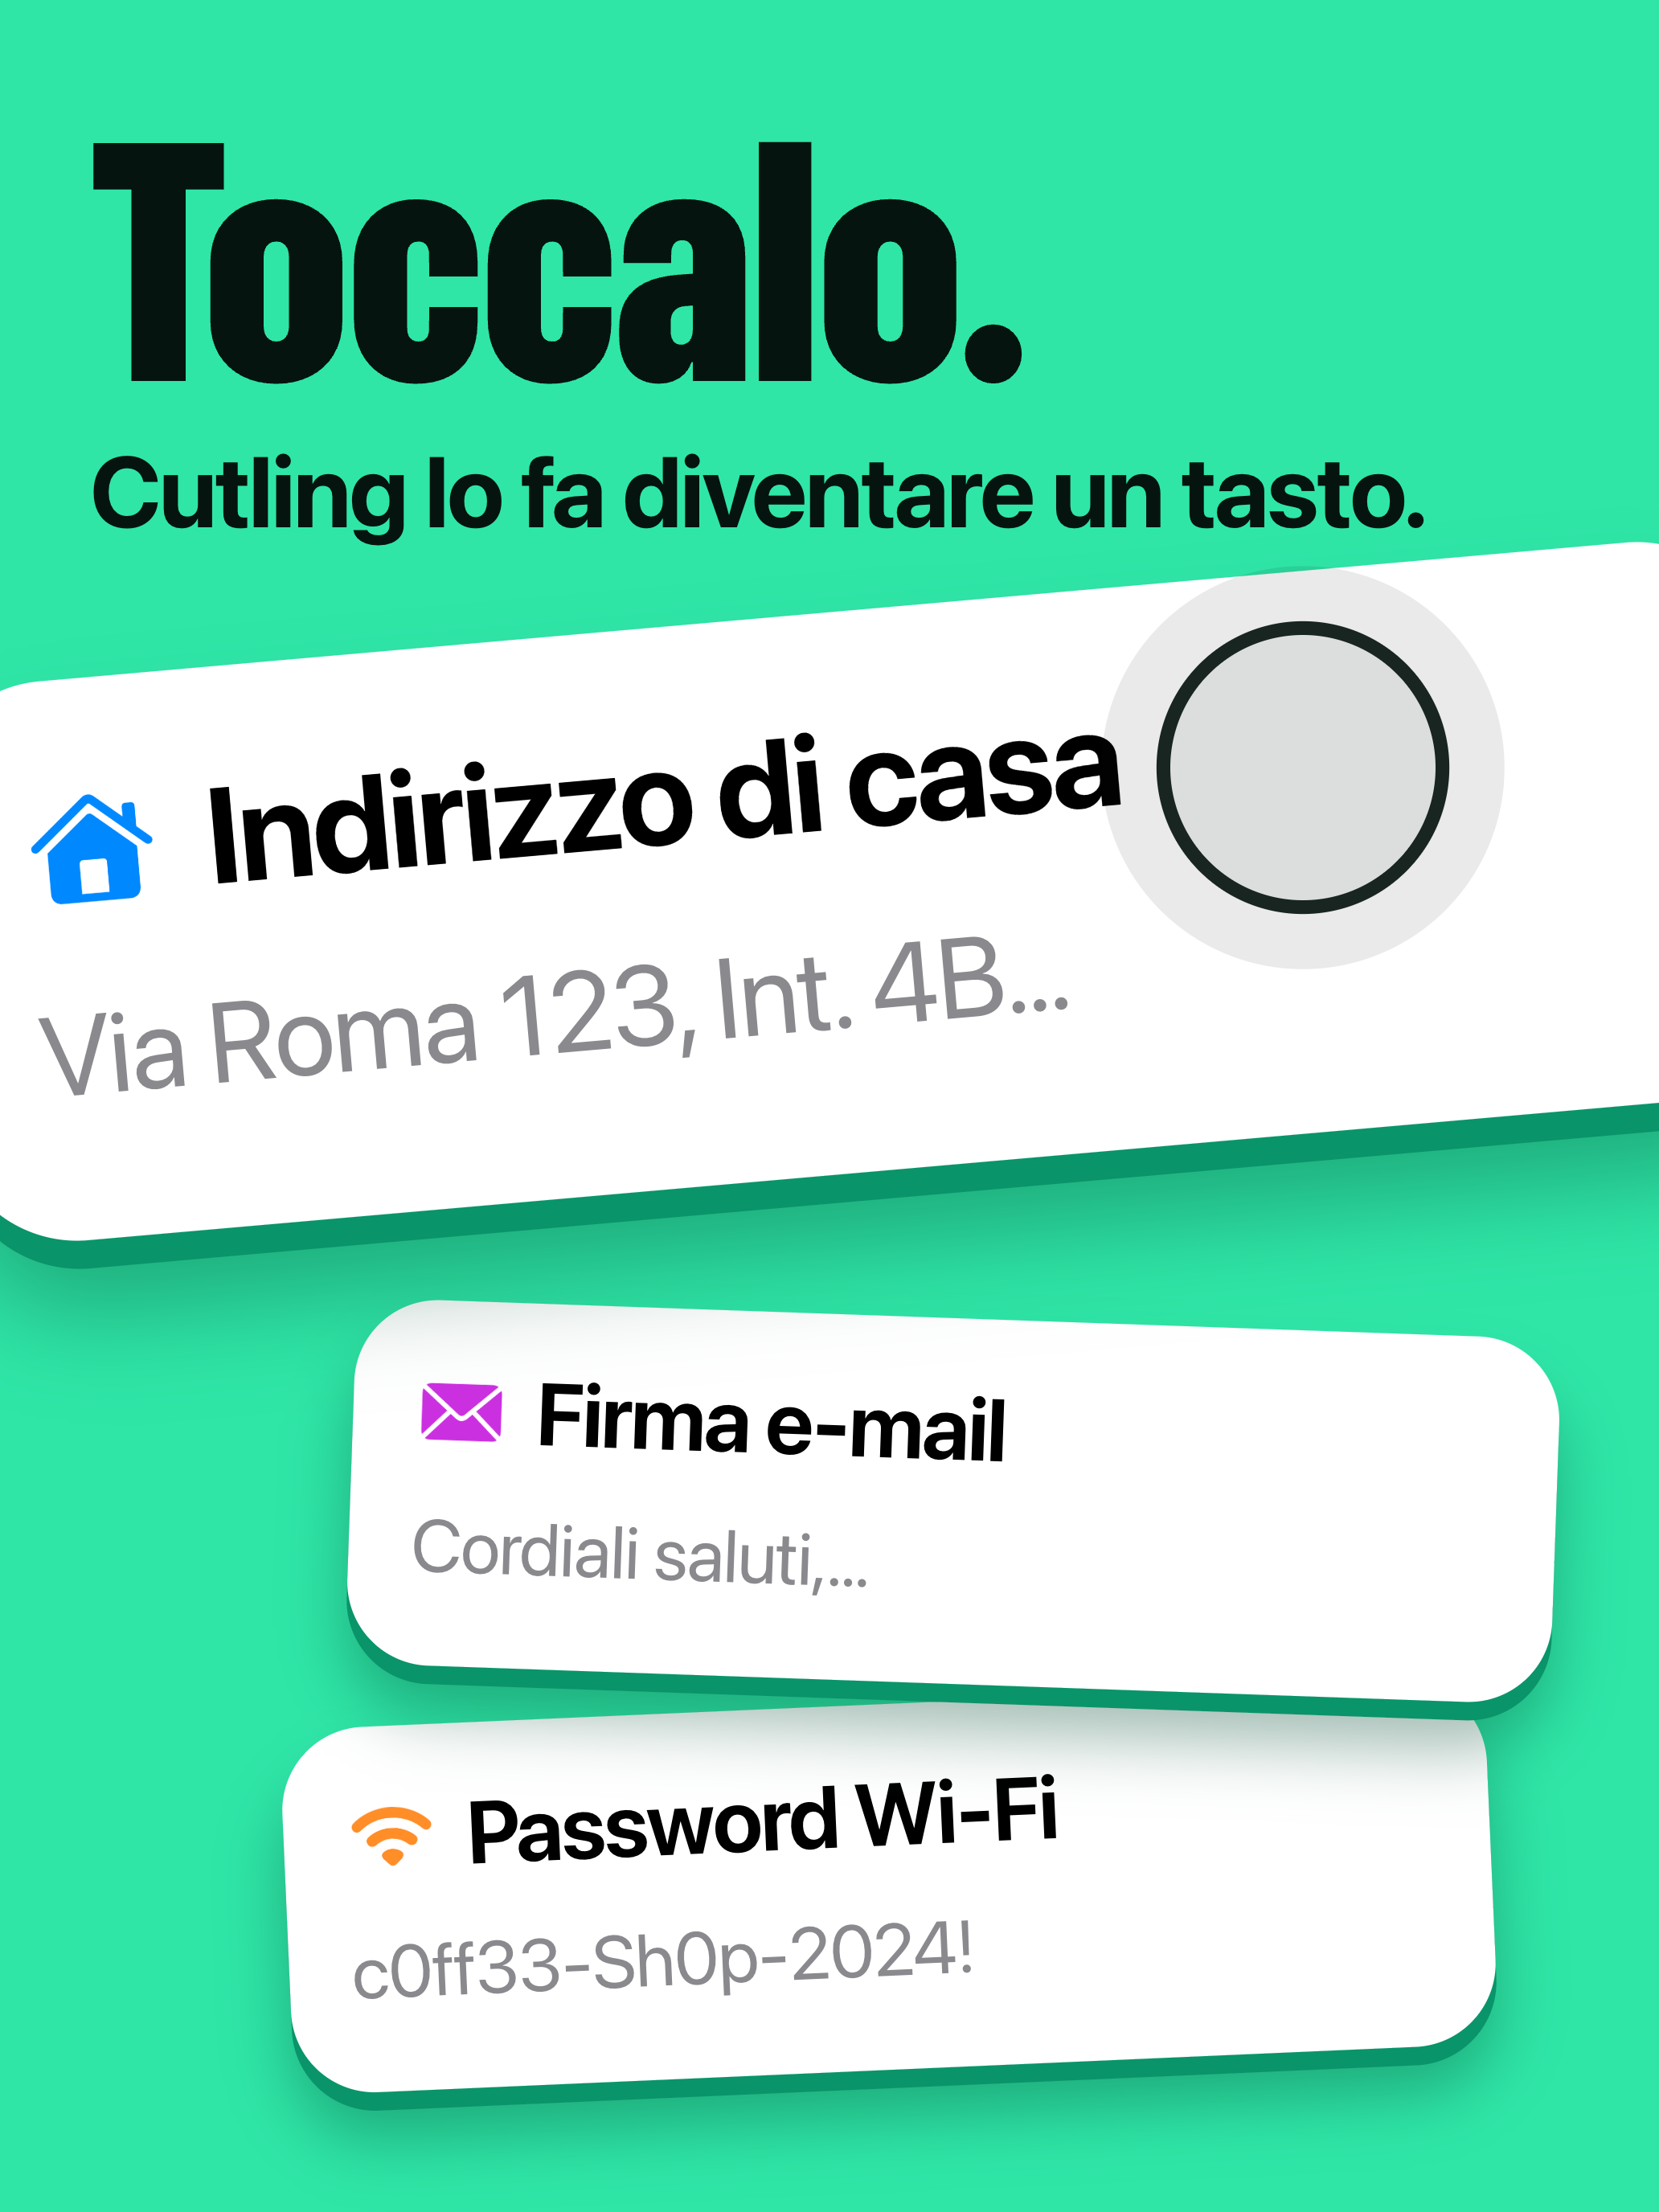 Toccalo.
Cutling lo fa diventare un tasto.
Indirizzo di casa
Via Roma 123, Int. 4B...
Firma e-mail
Cordiali saluti,...
Password Wi-Fi
c0ff33-Sh0p-2024!